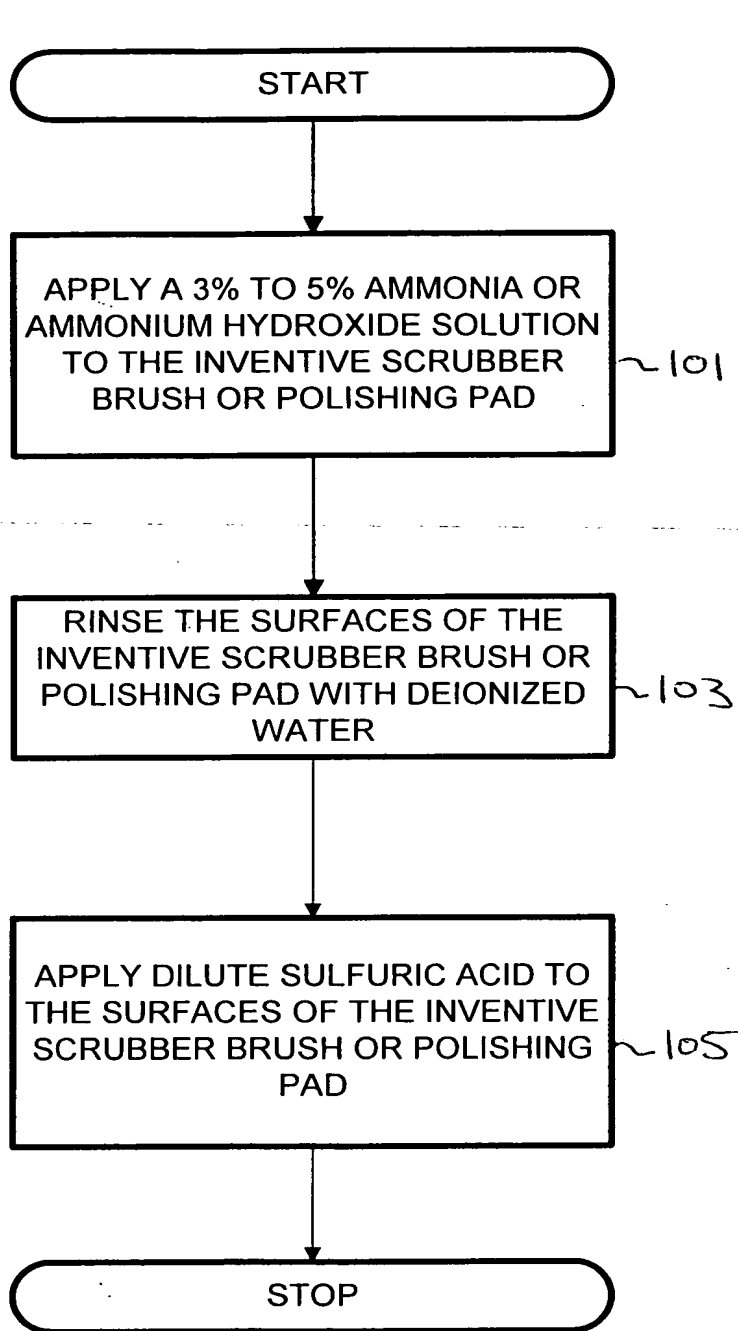 START
APPLY A 3% TO 5% AMMONIA OR
AMMONIUM HYDROXIDE SOLUTION
TO THE INVENTIVE SCRUBBER
BRUSH OR POLISHING PAD
101
RINSE THE SURFACES OF THE
INVENTIVE SCRUBBER BRUSH OR
POLISHING PAD WITH DEIONIZED
WATER
103
APPLY DILUTE SULFURIC ACID TO
THE SURFACES OF THE INVENTIVE
SCRUBBER BRUSH OR POLISHING
PAD
105
STOP